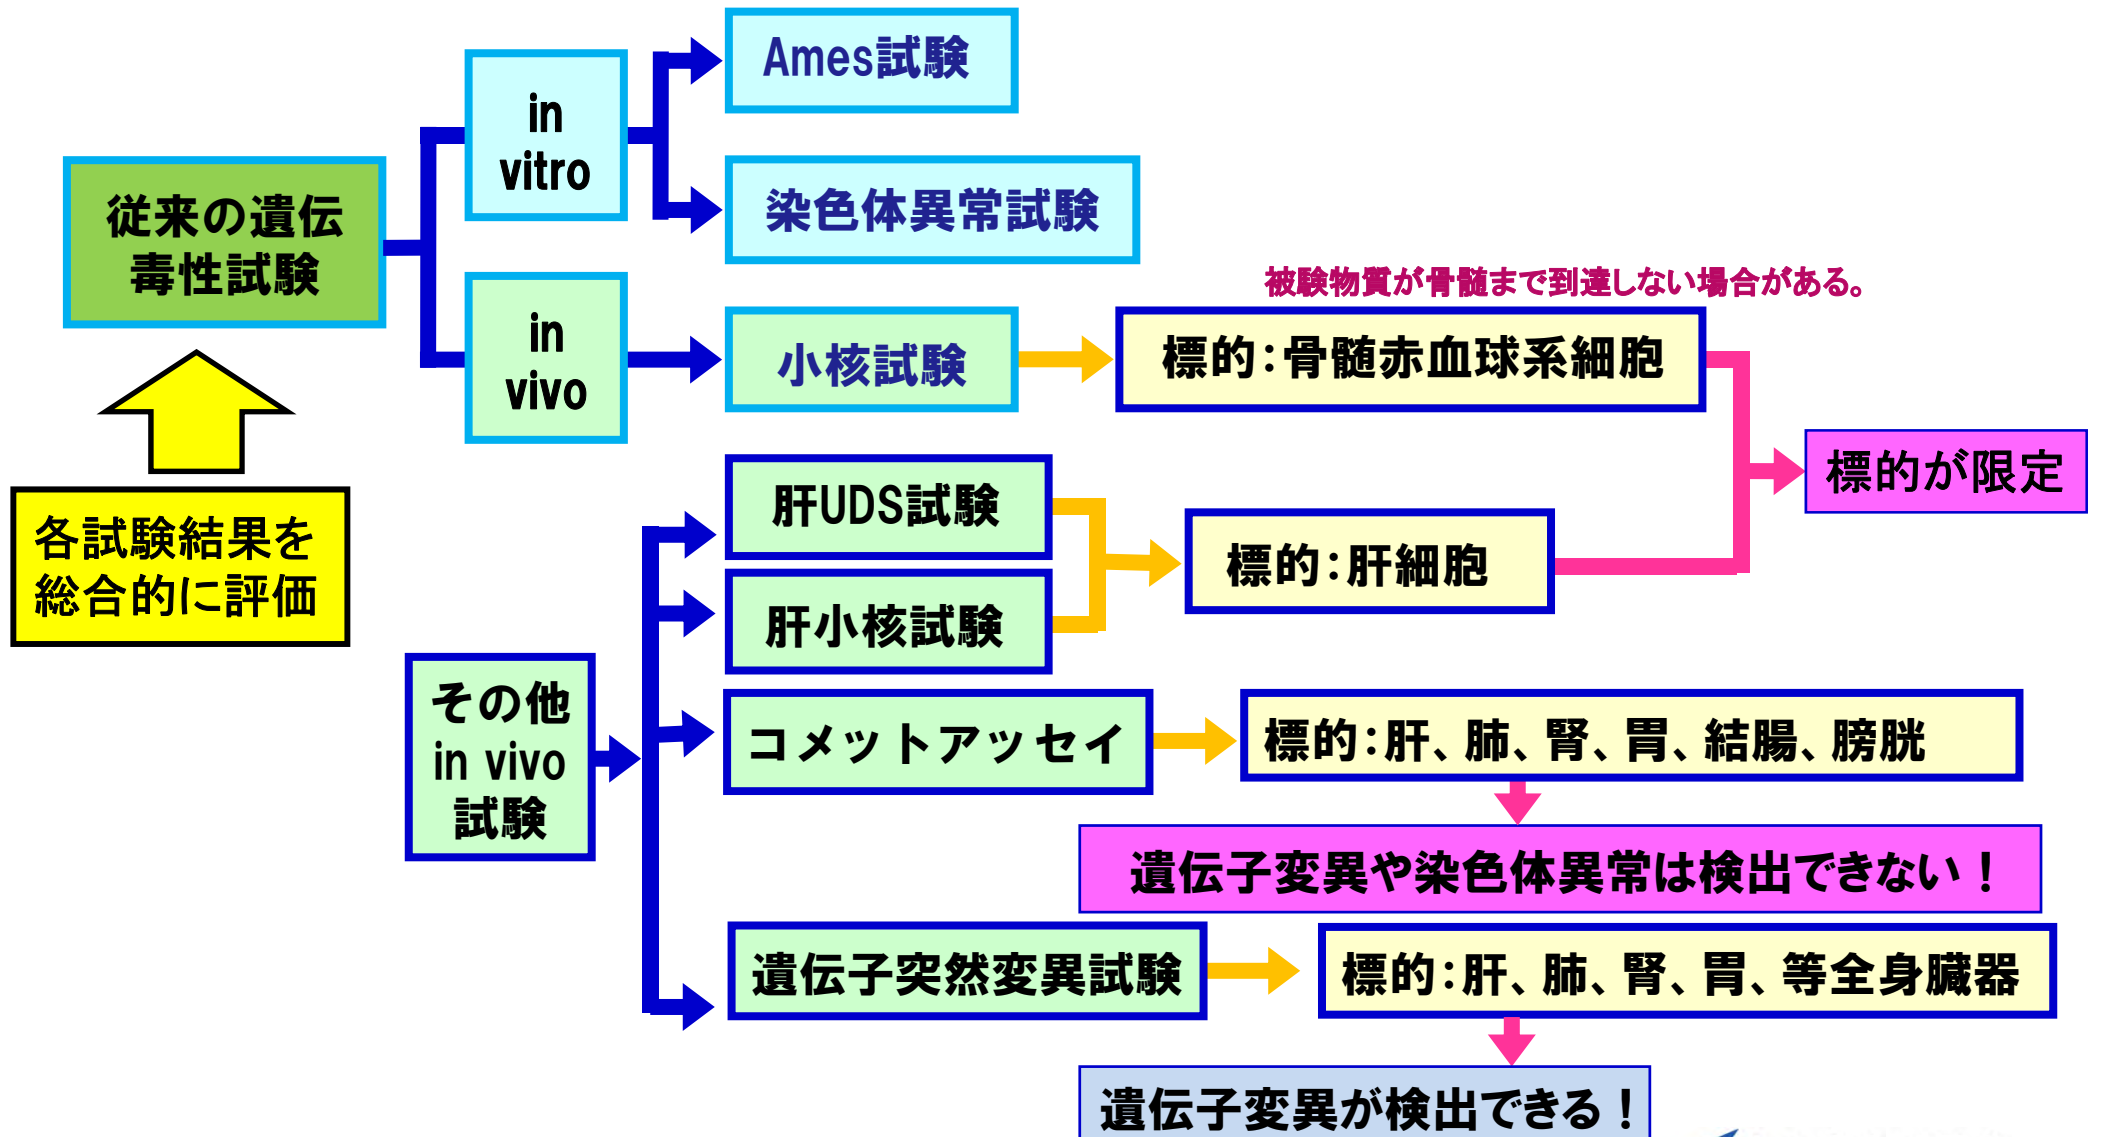 Ames試験
in
vitro
従来の遺伝
毒性試験
染色体異常試験
被験物質が骨髄まで到達しない場合がある。
in
vivo
小核試験
標的:骨髄赤血球系細胞
標的が限定
各試験結果を
総合的に評価
肝UDS試験
標的:肝細胞
肝小核試験
その他
in vivo
試験
コメットアッセイ
標的:肝、肺、腎、胃、結腸、膀胱
遺伝子変異や染色体異常は検出できない!
遺伝子突然変異試験
標的:肝、肺、腎、胃、等全身臓器
遺伝子変異が検出できる!